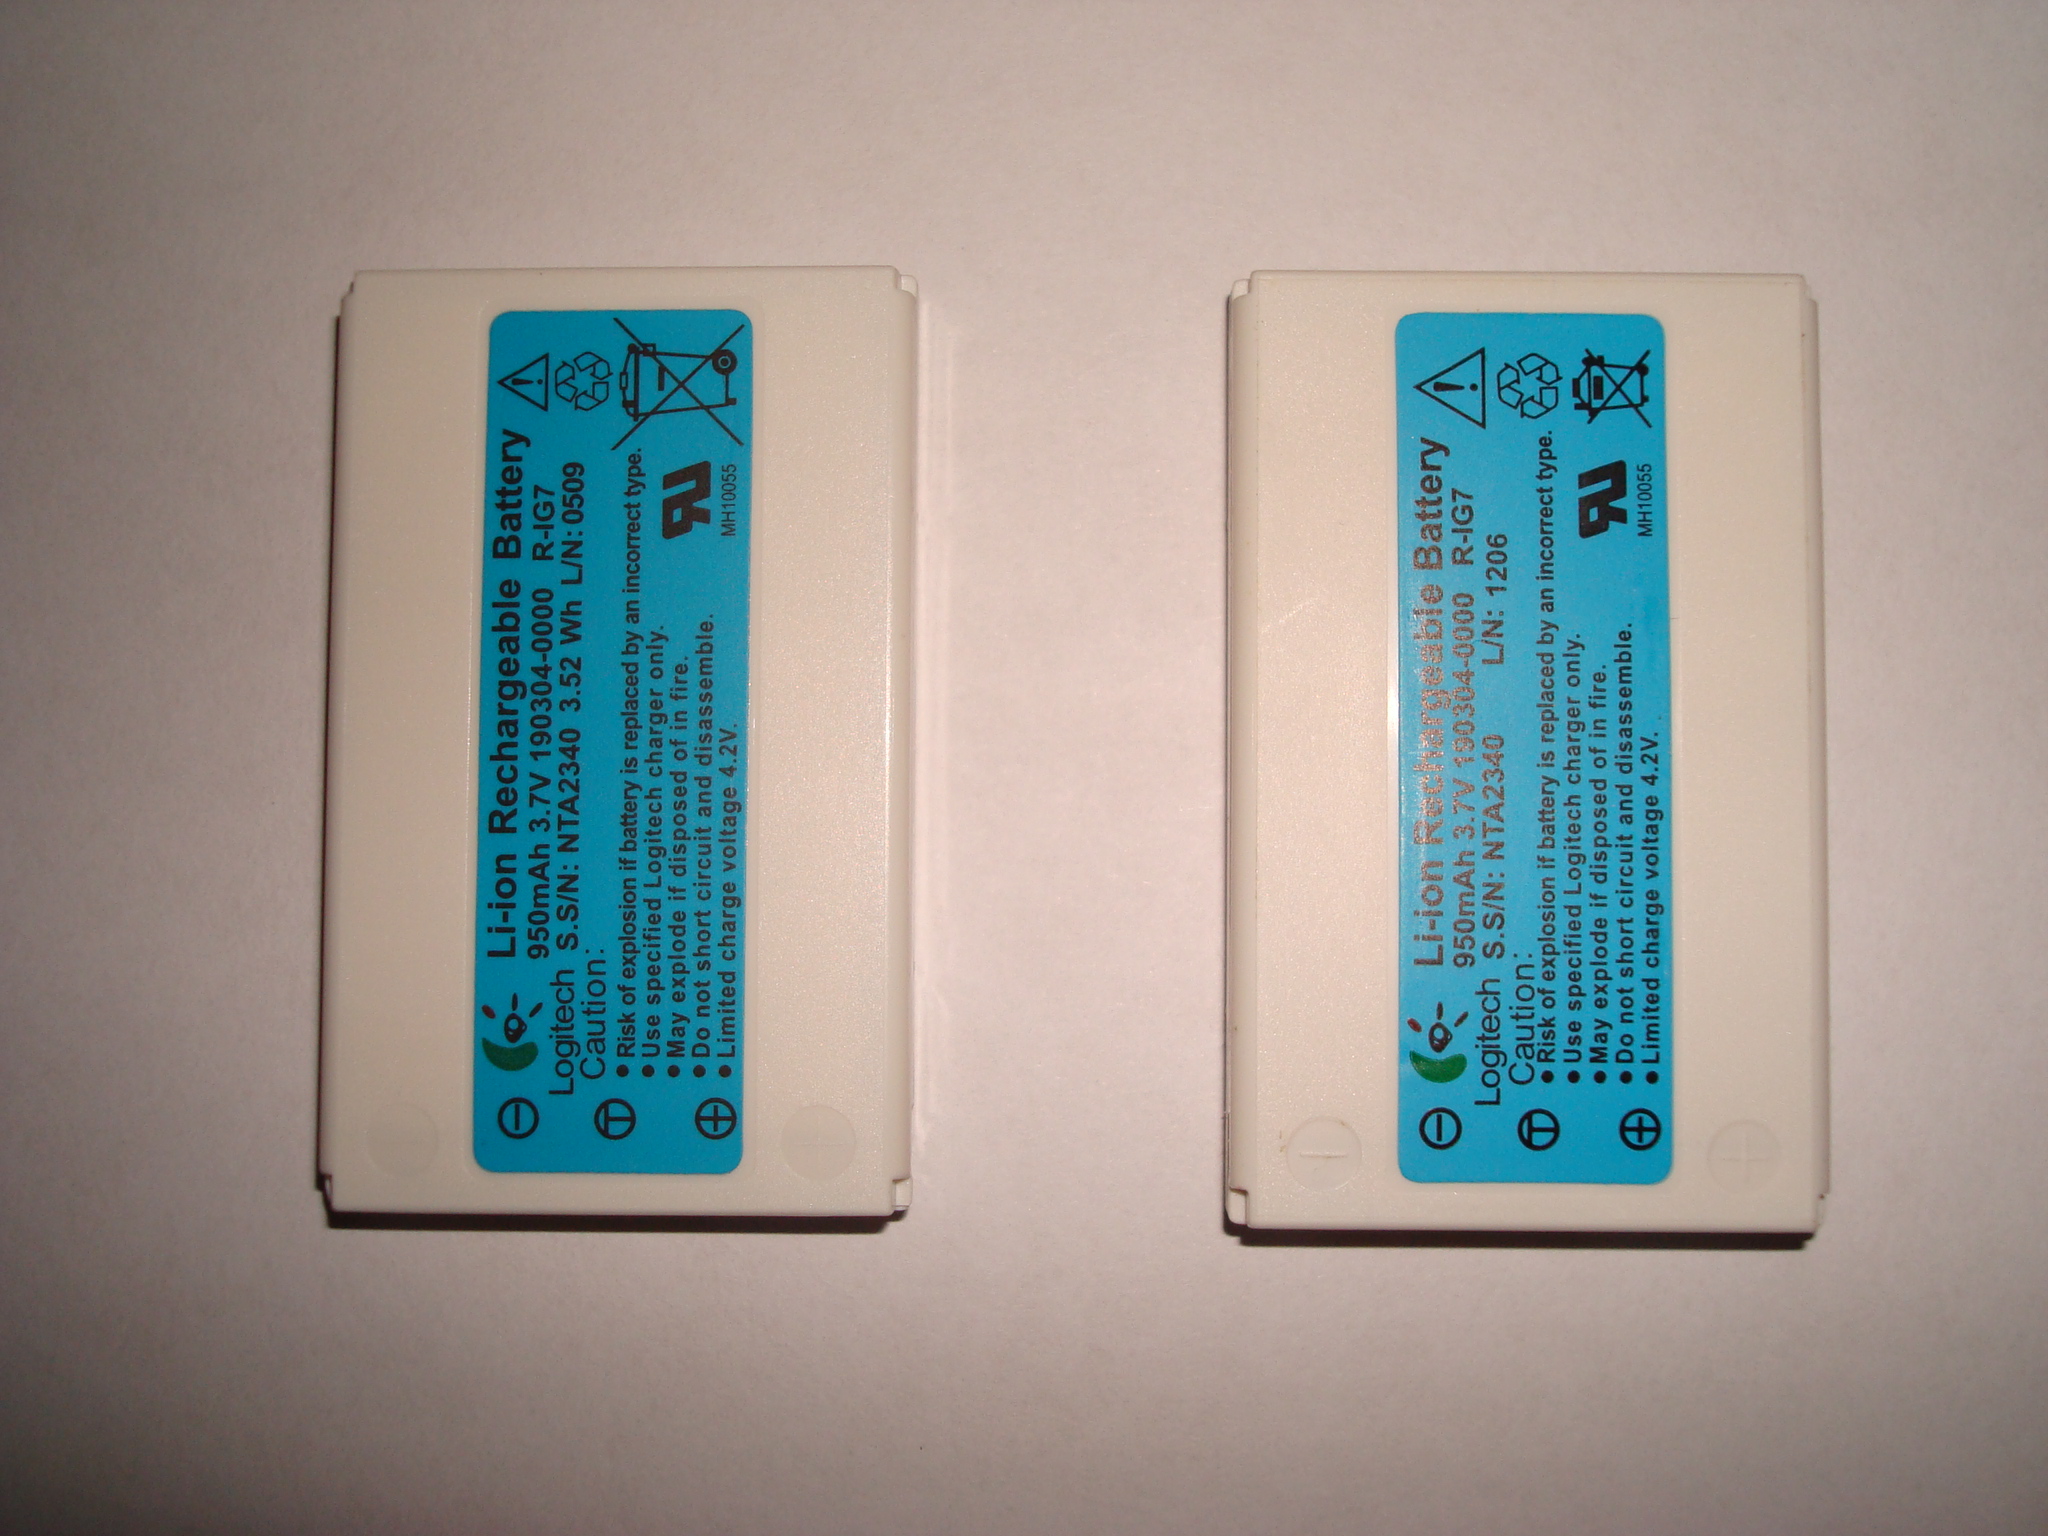 Li-ion Rechargeable Battery
950mAh 3.7V 190304-0000 R-IG7
Logitech S.S/N: NTA2340 3.52 Wh L/N: 0509
Caution:
• Risk of explosion if battery is replaced by an incorrect type.
• Use specified Logitech charger only.
• May explode if disposed of in fire.
• Do not short circuit and disassemble.
• Limited charge voltage 4.2V.
− T +
RU
MH10055
Li-ion Rechargeable Battery
950mAh 3.7V 190304-0000 R-IG7
Logitech S.S/N: NTA2340 L/N: 1206
Caution:
• Risk of explosion if battery is replaced by an incorrect type.
• Use specified Logitech charger only.
• May explode if disposed of in fire.
• Do not short circuit and disassemble.
• Limited charge voltage 4.2V.
− T +
RU
MH10055